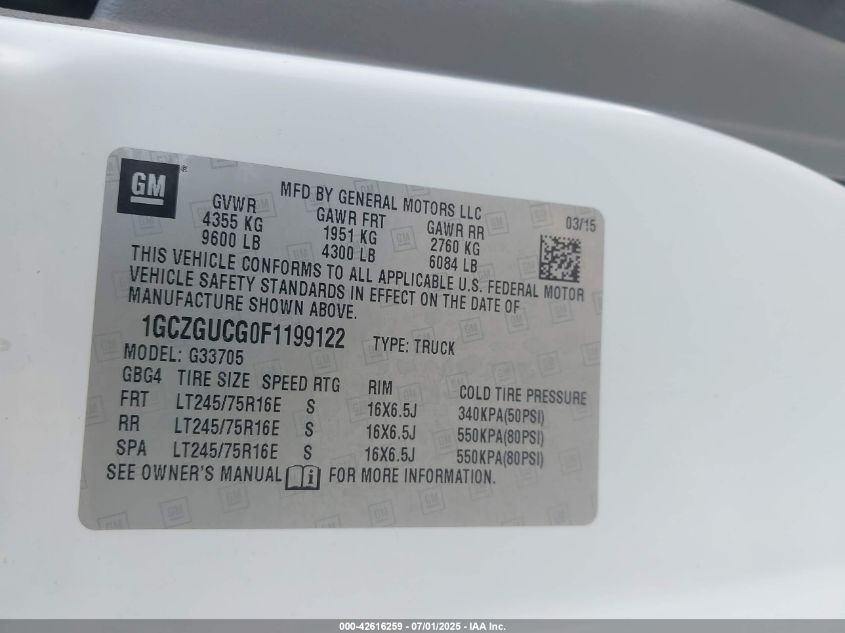 GM
MFD BY GENERAL MOTORS LLC
03/15
GVWR GAWR FRT GAWR RR
4355 KG 1951 KG 2760 KG
9600 LB 4300 LB 6084 LB
THIS VEHICLE CONFORMS TO ALL APPLICABLE U.S. FEDERAL MOTOR
VEHICLE SAFETY STANDARDS IN EFFECT ON THE DATE OF
MANUFACTURE SHOWN ABOVE.
1GCZGUCG0F1199122 TYPE: TRUCK
MODEL: G33705
GBG4 TIRE SIZE SPEED RTG RIM COLD TIRE PRESSURE
FRT LT245/75R16E S 16X6.5J 340KPA(50PSI)
RR LT245/75R16E S 16X6.5J 550KPA(80PSI)
SPA LT245/75R16E S 16X6.5J 550KPA(80PSI)
SEE OWNER'S MANUAL i FOR MORE INFORMATION.
000-42616259 - 07/01/2025 - IAA Inc.